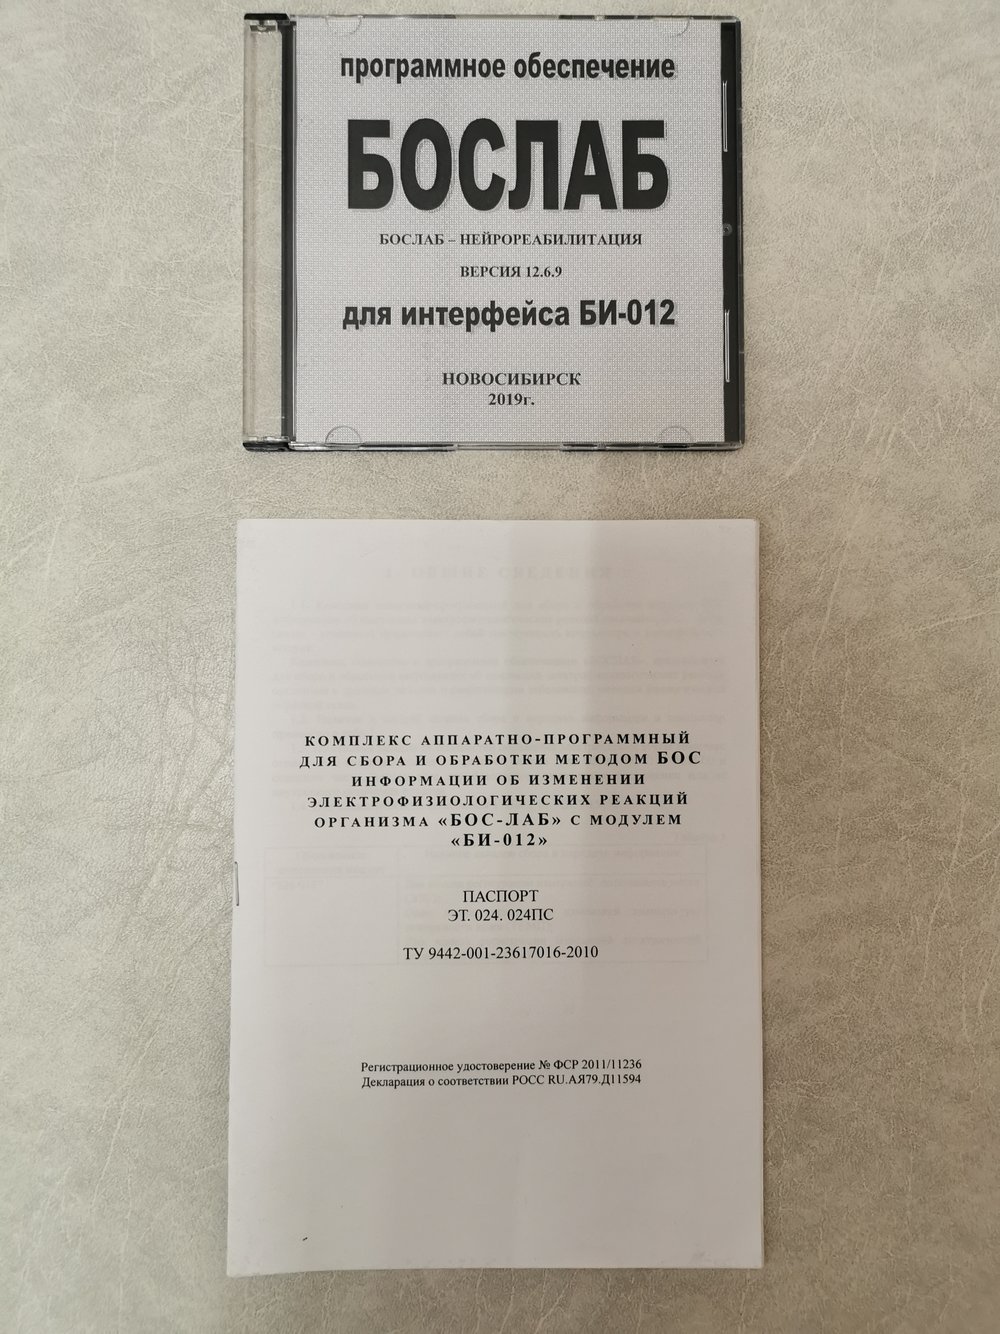 программное обеспечение
БОСЛАБ
БОСЛАБ – НЕЙРОРЕАБИЛИТАЦИЯ
ВЕРСИЯ 12.6.9
для интерфейса БИ-012
НОВОСИБИРСК
2019г.
КОМПЛЕКС АППАРАТНО-ПРОГРАММНЫЙ
ДЛЯ СБОРА И ОБРАБОТКИ МЕТОДОМ БОС
ИНФОРМАЦИИ ОБ ИЗМЕНЕНИИ
ЭЛЕКТРОФИЗИОЛОГИЧЕСКИХ РЕАКЦИЙ
ОРГАНИЗМА «БОС-ЛАБ» С МОДУЛЕМ
«БИ-012»
ПАСПОРТ
ЭТ. 024. 024ПС
ТУ 9442-001-23617016-2010
Регистрационное удостоверение № ФСР 2011/11236
Декларация о соответствии РОСС RU.АЯ79.Д11594